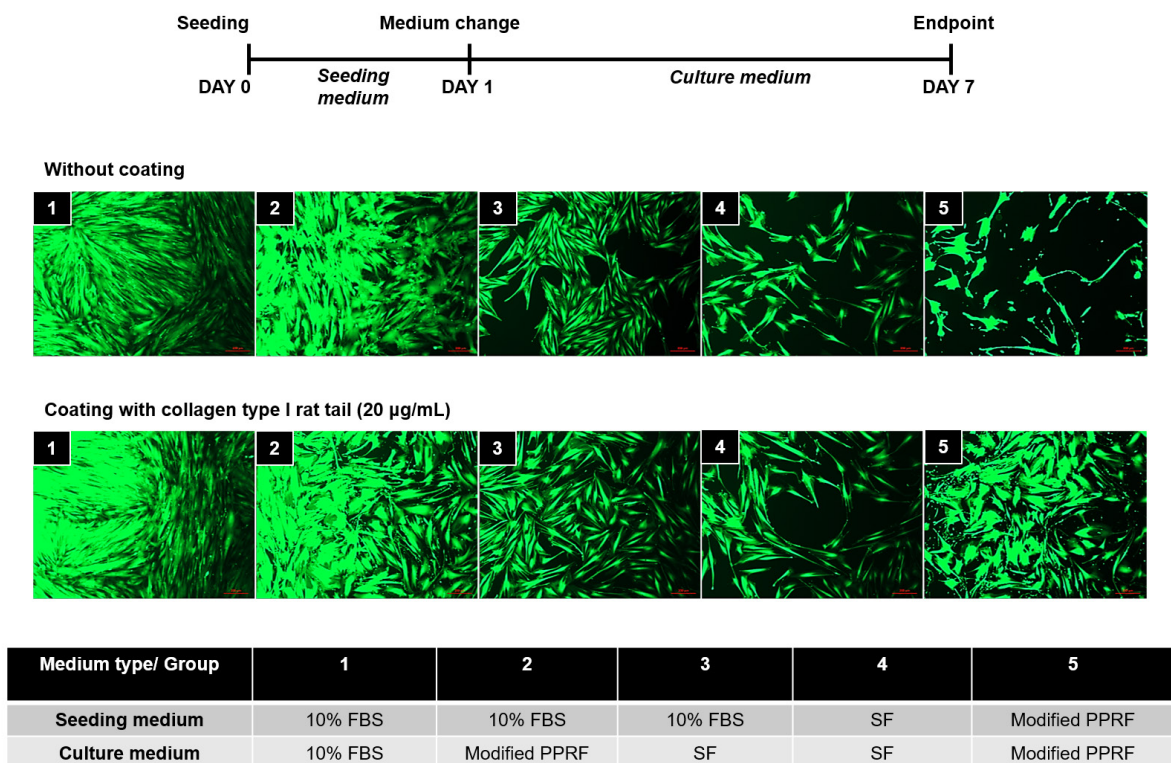 Seeding Medium change Endpoint
DAY 0 Seeding medium DAY 1 Culture medium DAY 7
Without coating
1 2 3 4 5
Coating with collagen type I rat tail (20 µg/mL)
1 2 3 4 5
Medium type/ Group 1 2 3 4 5
Seeding medium 10% FBS 10% FBS 10% FBS SF Modified PPRF
Culture medium 10% FBS Modified PPRF SF SF Modified PPRF